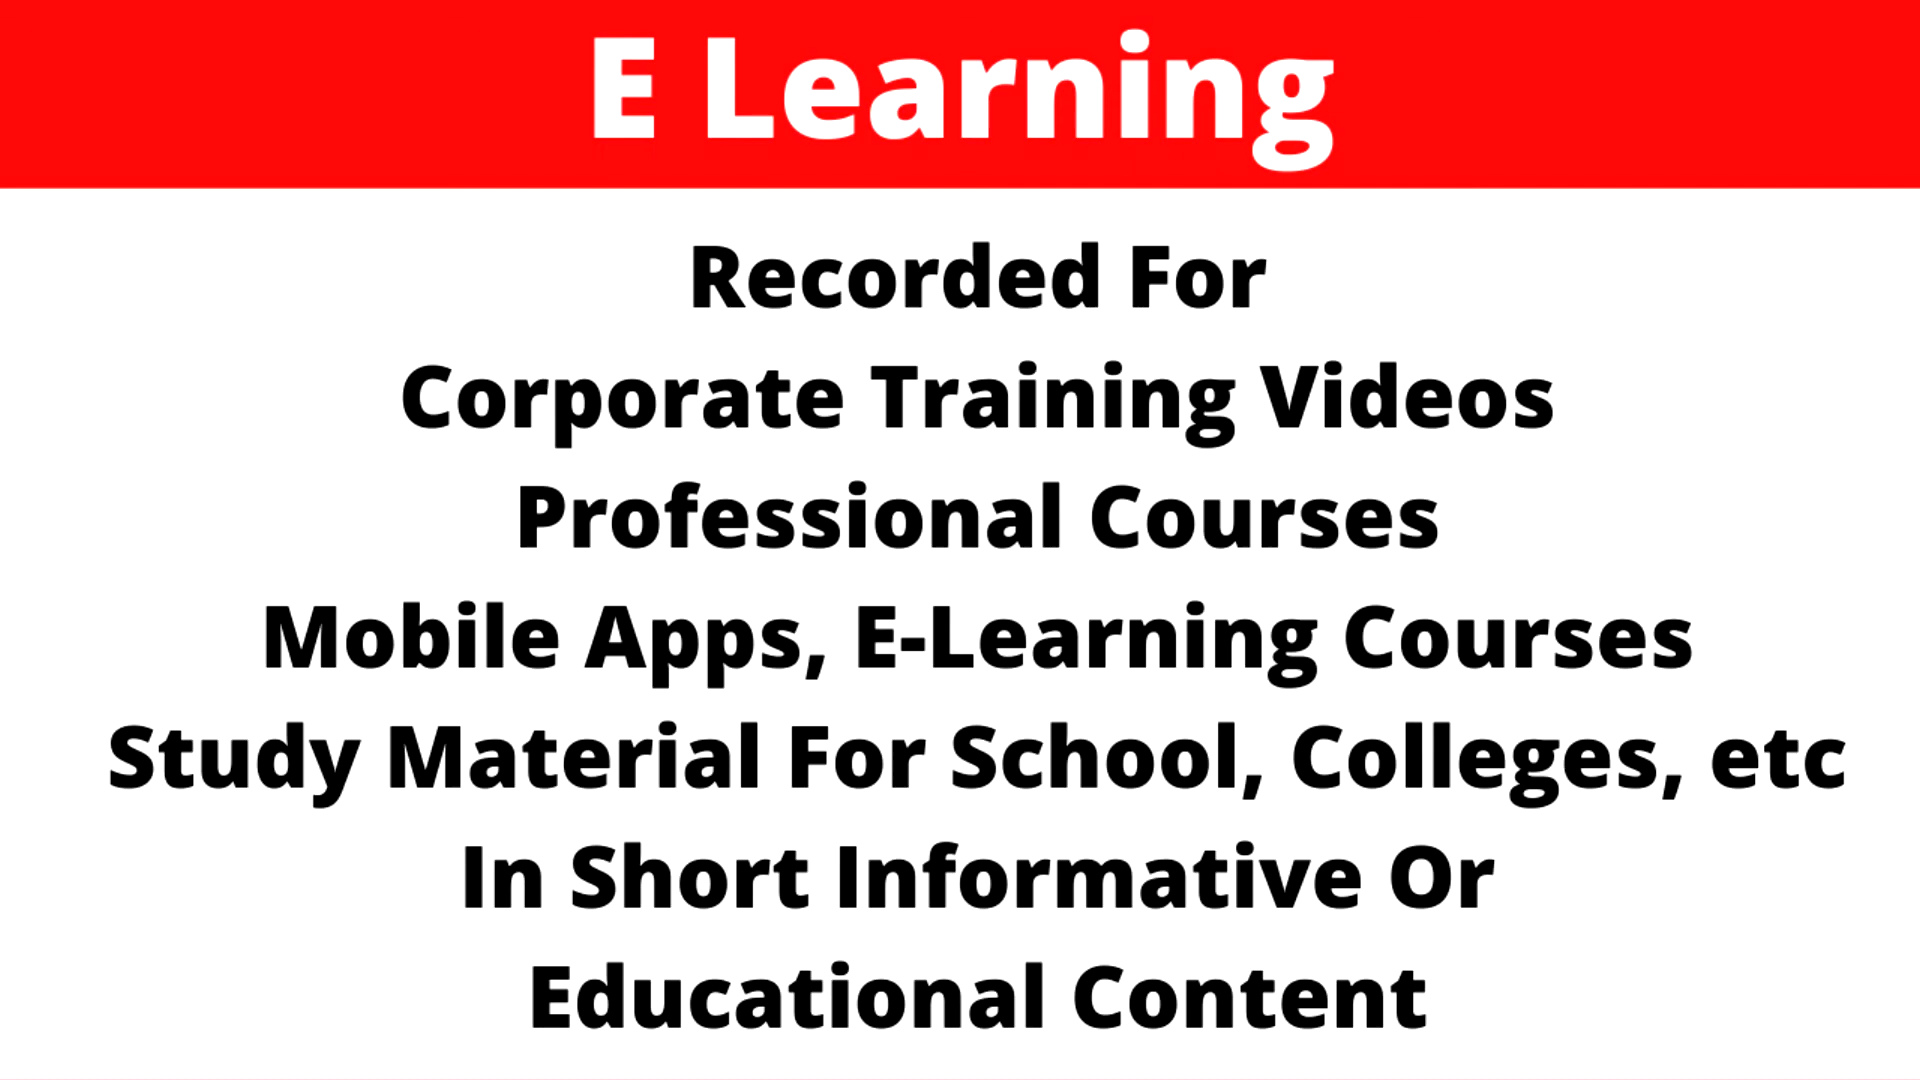 E Learning
Recorded For
Corporate Training Videos
Professional Courses
Mobile Apps, E-Learning Courses
Study Material For School, Colleges, etc
In Short Informative Or
Educational Content